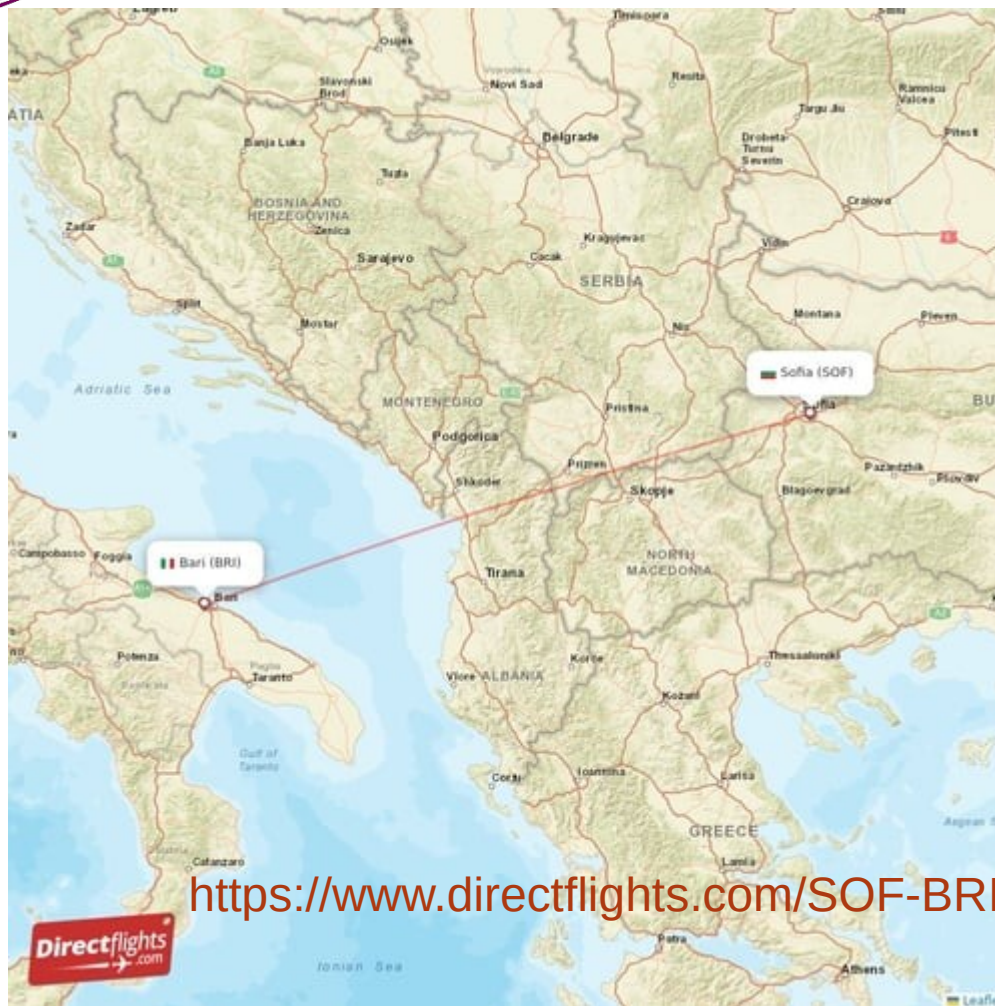 Zagreb
Timisoara
Osijek
Slavonski
Brod
Novi Sad
Resita
Ramnicu
Valcea
Targu Jiu
ATIA
Banja Luka
Belgrade
Drobeta-
Turnu
Severin
Pitesti
Tuzla
BOSNIA AND
HERZEGOVINA
Zenica
Craiova
Zadar
Kragujevac
Vidin
Sarajevo
Cacak
SERBIA
Split
Mostar
Nis
Montana
Pleven
Sofia (SOF)
Adriatic Sea
MONTENEGRO
Pristina
BU
Podgorica
Prizren
Pazardzhik
Plovdiv
Shkoder
Skopje
Blagoevgrad
Campobasso
Foggia
Bari (BRI)
NORTH
MACEDONIA
Tirana
Bari
Potenza
Puglia
Taranto
Korce
Thessaloniki
Vlore
ALBANIA
Kozani
Gulf of
Taranto
Ioannina
Larisa
Corfu
GREECE
Catanzaro
Lamia
https://www.directflights.com/SOF-BRI
Directflights
.com
Patra
Ionian Sea
Athens